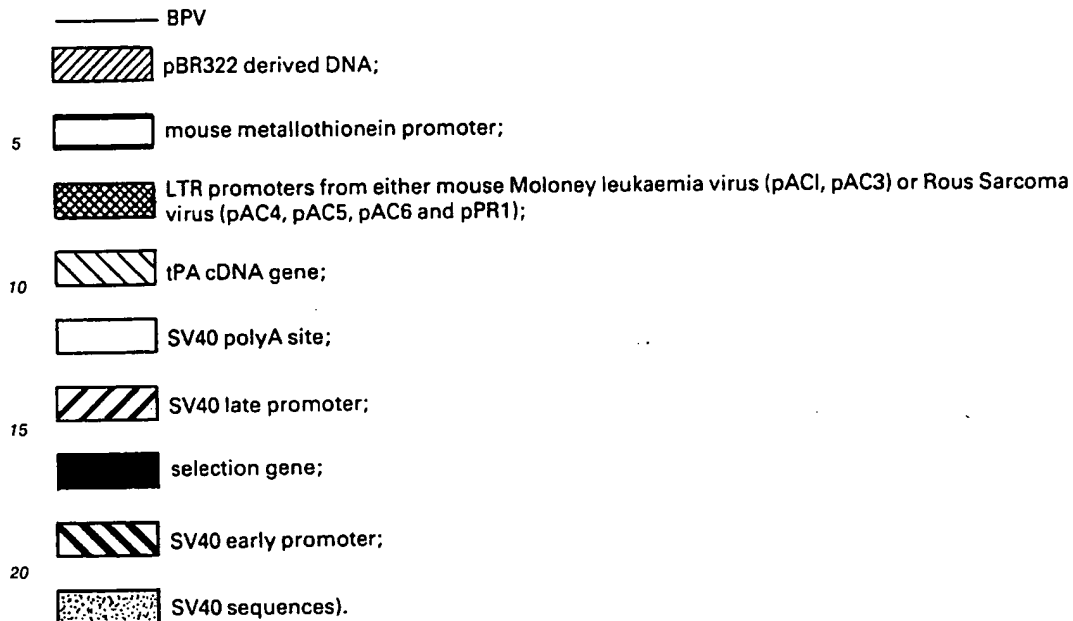 BPV
pBR322 derived DNA;
5 mouse metallothionein promoter;
LTR promoters from either mouse Moloney leukaemia virus (pACI, pAC3) or Rous Sarcoma
virus (pAC4, pAC5, pAC6 and pPR1);
10 tPA cDNA gene;
SV40 polyA site;
SV40 late promoter;
15
selection gene;
SV40 early promoter;
20
SV40 sequences).